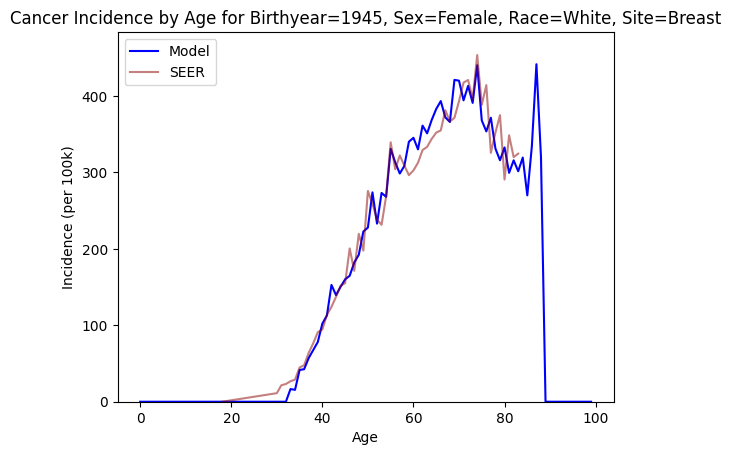 Cancer Incidence by Age for Birthyear=1945, Sex=Female, Race=White, Site=Breast
Model
SEER
400
300
200
100
0
Incidence (per 100k)
0 20 40 60 80 100
Age